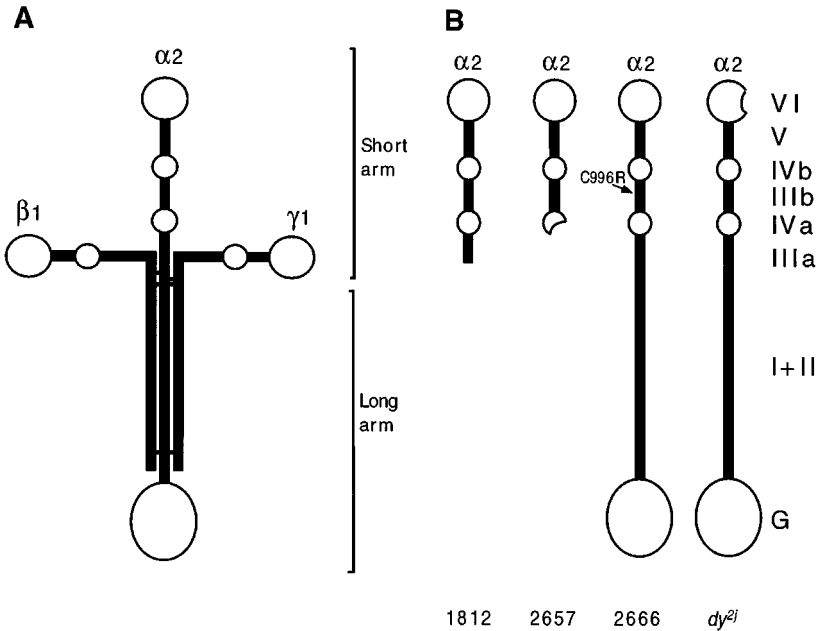 A
α2
β1
γ1
Short
arm
Long
arm
B
α2 α2 α2 α2
VI
V
IVb
C996R
IIIb
IVa
IIIa
I+II
G
1812 2657 2666 dy2j